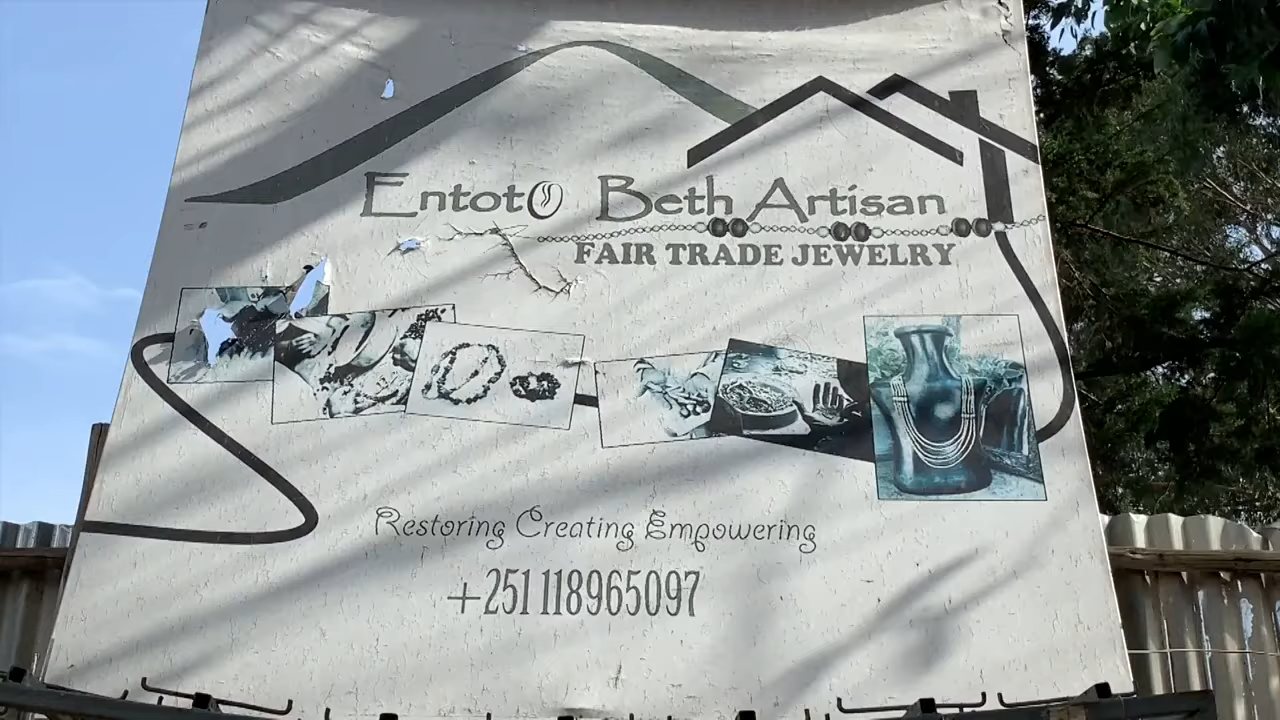 Entoto Beth Artisan
FAIR TRADE JEWELRY
Restoring Creating Empowering
+251 118965097